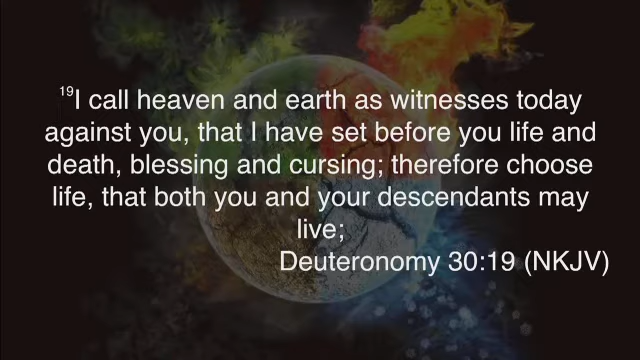 19I call heaven and earth as witnesses today
against you, that I have set before you life and
death, blessing and cursing; therefore choose
life, that both you and your descendants may
live;
Deuteronomy 30:19 (NKJV)